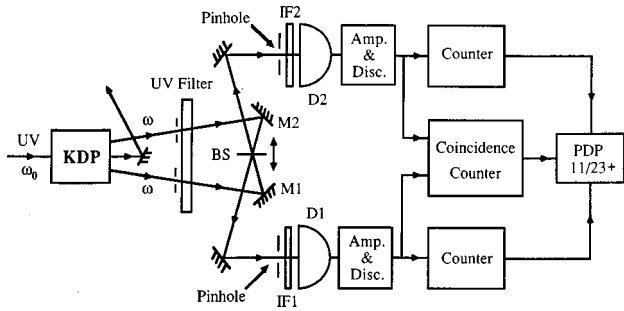 Pinhole
IF2
Amp.
&
Disc.
Counter
D2
UV Filter
M2
UV
ω₀
KDP
ω
ω
BS
Coincidence
Counter
PDP
11/23+
M1
D1
Amp.
&
Disc.
Counter
Pinhole
IF1